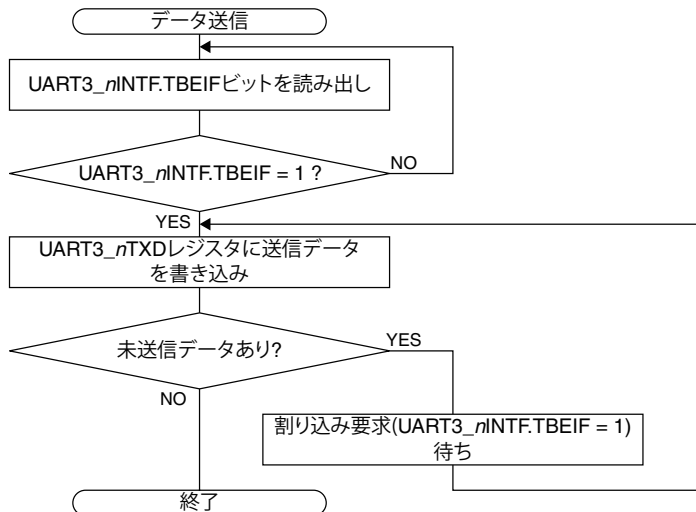 データ送信
UART3_nINTF.TBEIFビットを読み出し
UART3_nINTF.TBEIF = 1 ?
NO
YES
UART3_nTXDレジスタに送信データ
を書き込み
未送信データあり?
YES
NO
割り込み要求(UART3_nINTF.TBEIF = 1)
待ち
終了